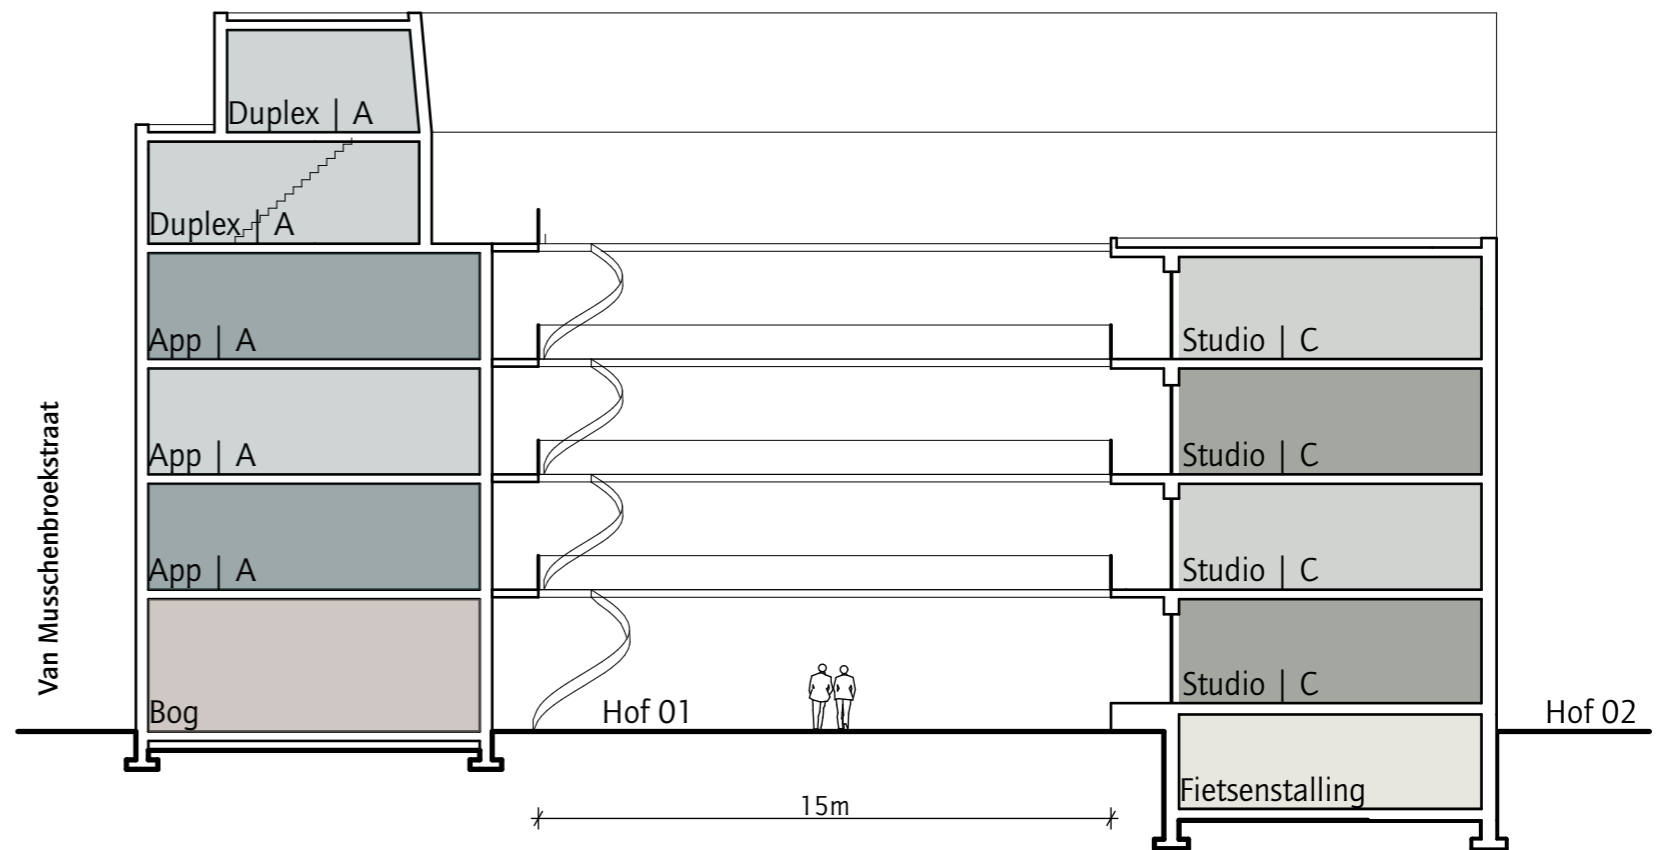 Duplex | A
Duplex | A
App | A
Studio | C
App | A
Studio | C
App | A
Studio | C
Studio | C
Bog
Hof 01
Hof 02
Fietsenstalling
15m
Van Musschenbroekstraat